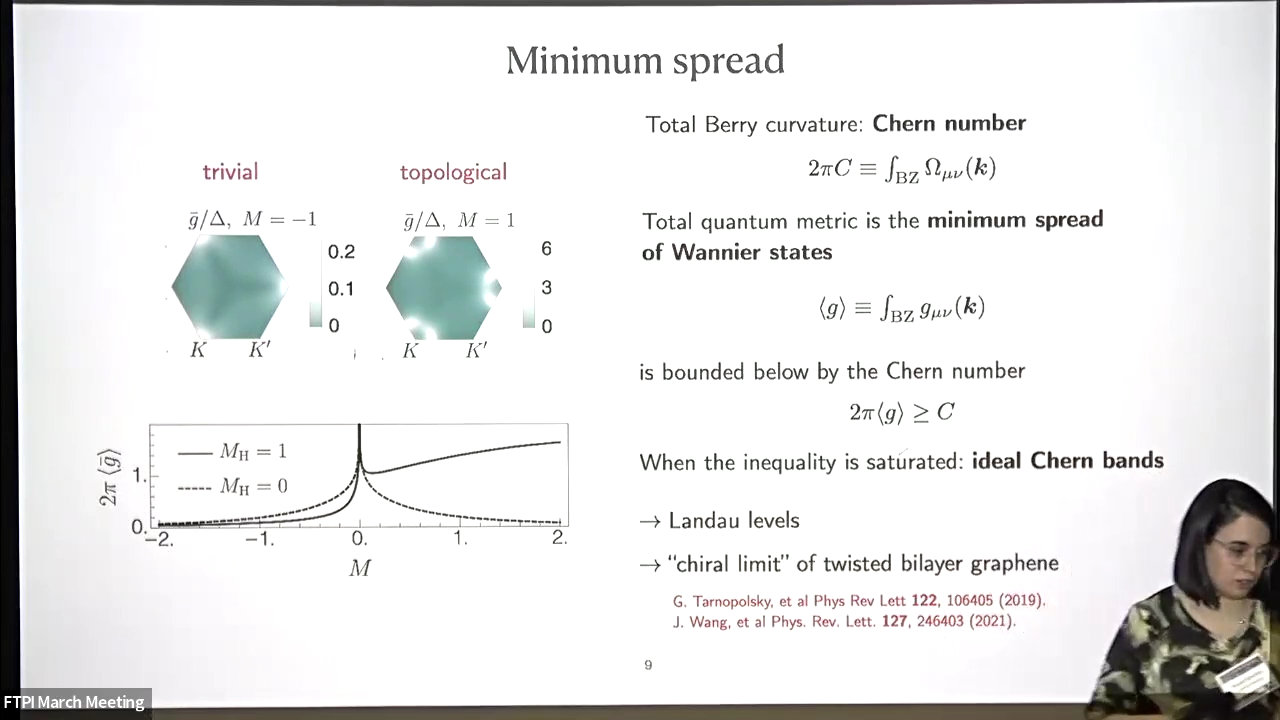 Minimum spread
trivial
topological
ḡ/Δ, M = −1
ḡ/Δ, M = 1
0.2
0.1
0
K
K′
6
3
0
K
K′
2π ⟨ḡ⟩
1.
0.
M_H = 1
M_H = 0
−2.
−1.
0.
1.
2.
M
Total Berry curvature: Chern number
2πC ≡ ∫_BZ Ω_μν(k)
Total quantum metric is the minimum spread
of Wannier states
⟨g⟩ ≡ ∫_BZ g_μν(k)
is bounded below by the Chern number
2π⟨g⟩ ≥ C
When the inequality is saturated: ideal Chern bands
→ Landau levels
→ “chiral limit” of twisted bilayer graphene
G. Tarnopolsky, et al Phys Rev Lett 122, 106405 (2019).
J. Wang, et al Phys. Rev. Lett. 127, 246403 (2021).
9
FTPI March Meeting